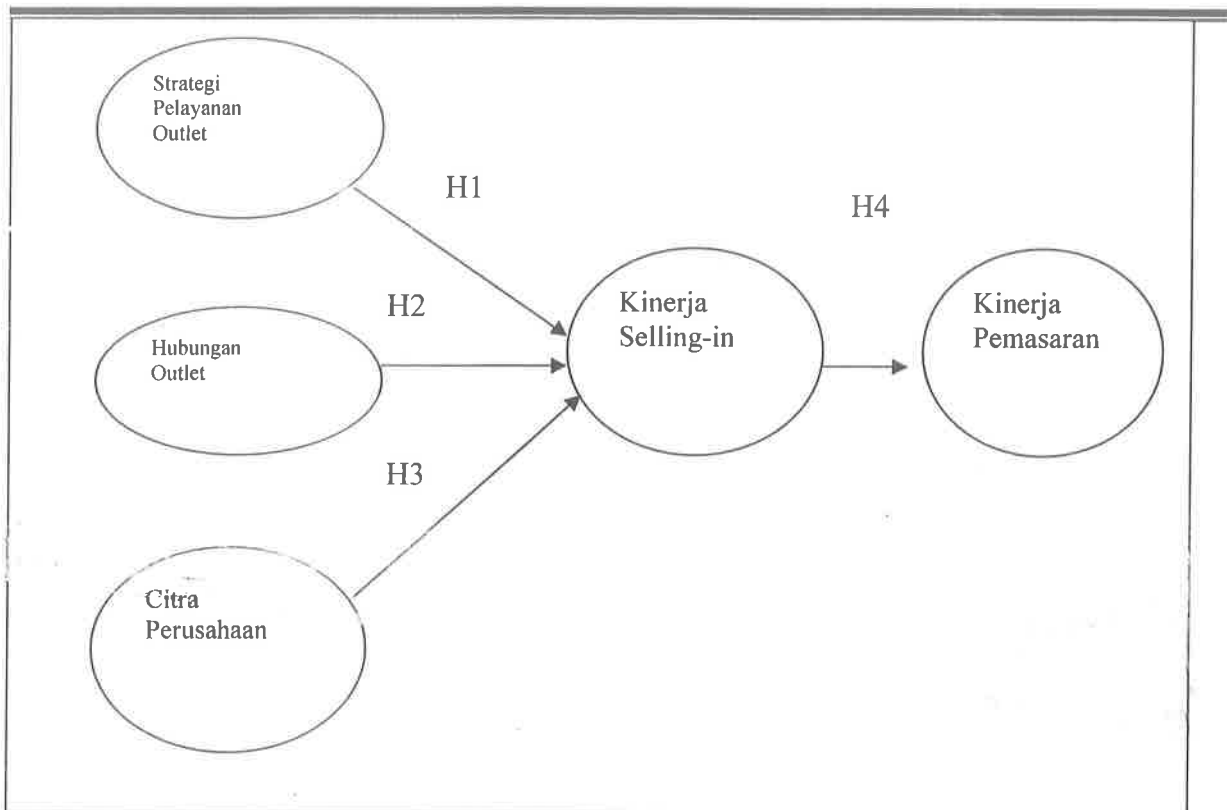 Strategi
Pelayanan
Outlet
H1
H4
H2
Kinerja
Selling-in
Kinerja
Pemasaran
Hubungan
Outlet
H3
Citra
Perusahaan